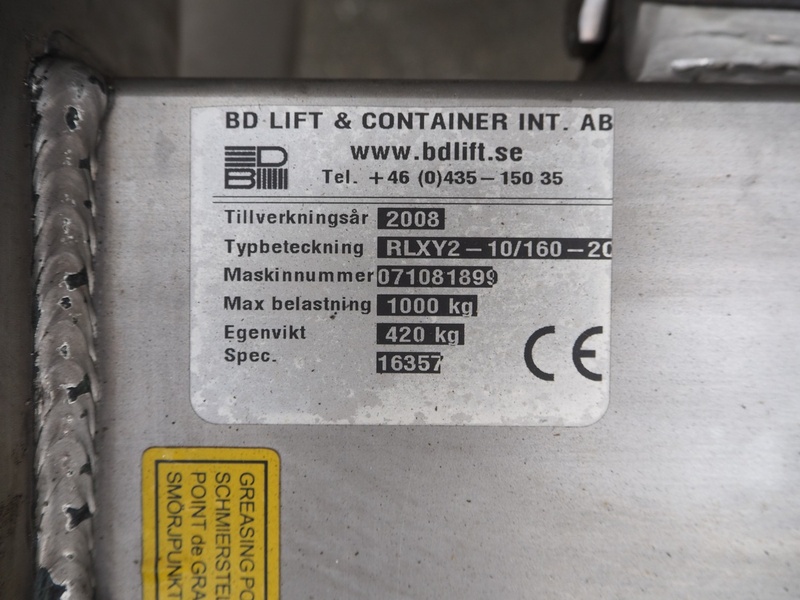 BD LIFT & CONTAINER INT. AB
BD
www.bdlift.se
Tel. +46 (0)435–150 35
Tillverkningsår 2008
Typbeteckning RLXY2–10/160–20
Maskinnummer 071081899
Max belastning 1000 kg
Egenvikt 420 kg
Spec. 16357
CE
GREASING PO
SCHMIERSTEL
POINT de GRA
SMÖRJPUNKT